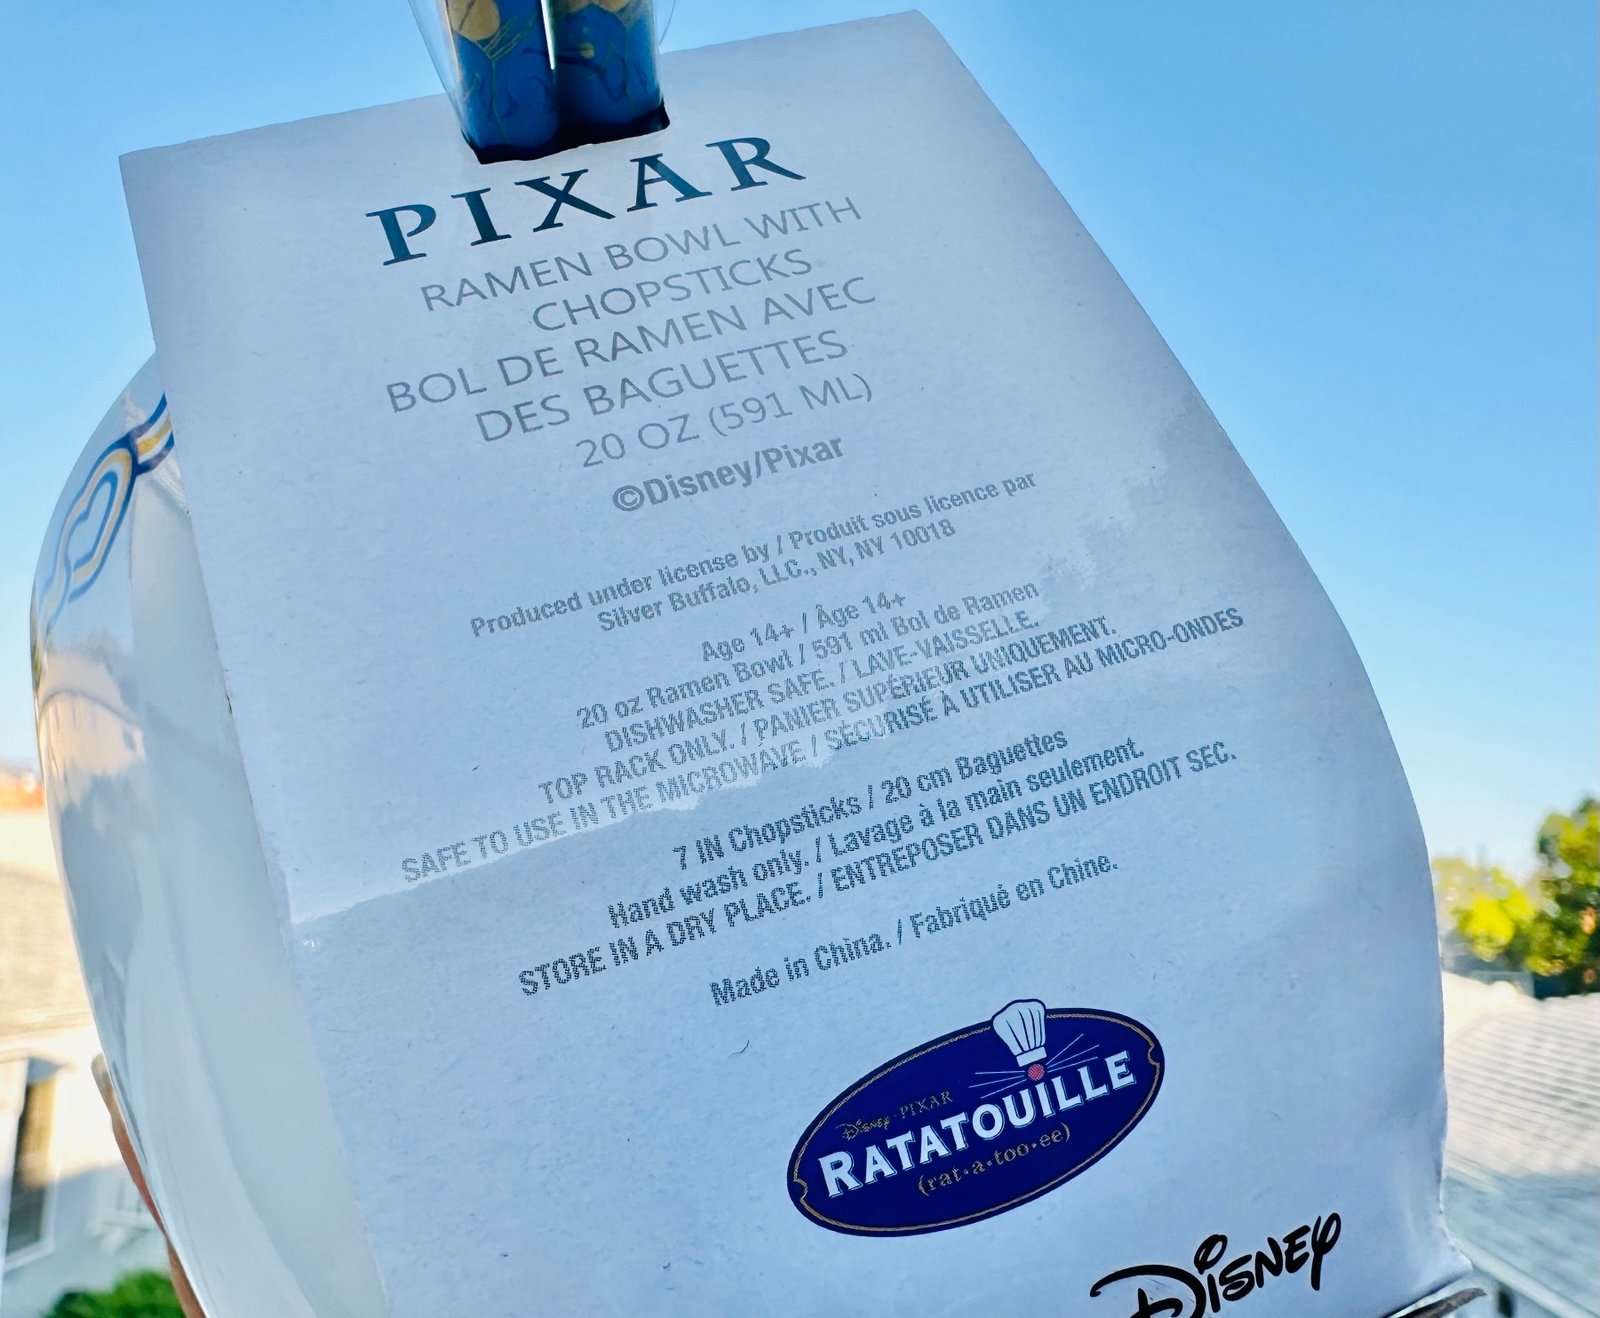 PIXAR
RAMEN BOWL WITH
CHOPSTICKS
BOL DE RAMEN AVEC
DES BAGUETTES
20 OZ (591 ML)
©Disney/Pixar
Produced under license by / Produit sous licence par
Silver Buffalo, LLC., NY, NY 10018
Age 14+ / Âge 14+
20 oz Ramen Bowl / 591 ml Bol de Ramen
DISHWASHER SAFE. / LAVE-VAISSELLE.
TOP RACK ONLY. / PANIER SUPÉRIEUR UNIQUEMENT.
SAFE TO USE IN THE MICROWAVE / SÉCURISÉ À UTILISER AU MICRO-ONDES
7 IN Chopsticks / 20 cm Baguettes
Hand wash only. / Lavage à la main seulement.
STORE IN A DRY PLACE. / ENTREPOSER DANS UN ENDROIT SEC.
Made in China. / Fabriqué en Chine.
DISNEY · PIXAR
RATATOUILLE
(rat·a·too·ee)
Disney